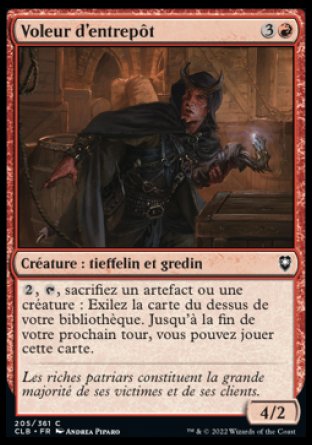 Voleur d'entrepôt 3
Créature : tieffelin et gredin
2, , sacrifiez un artefact ou une
créature : Exilez la carte du dessus de
votre bibliothèque. Jusqu'à la fin de
votre prochain tour, vous pouvez jouer
cette carte.
Les riches patriars constituent la grande
majorité de ses victimes et de ses clients.
4/2
205/361 C
CLB • FR Andrea Piparo
™ & © 2022 Wizards of the Coast